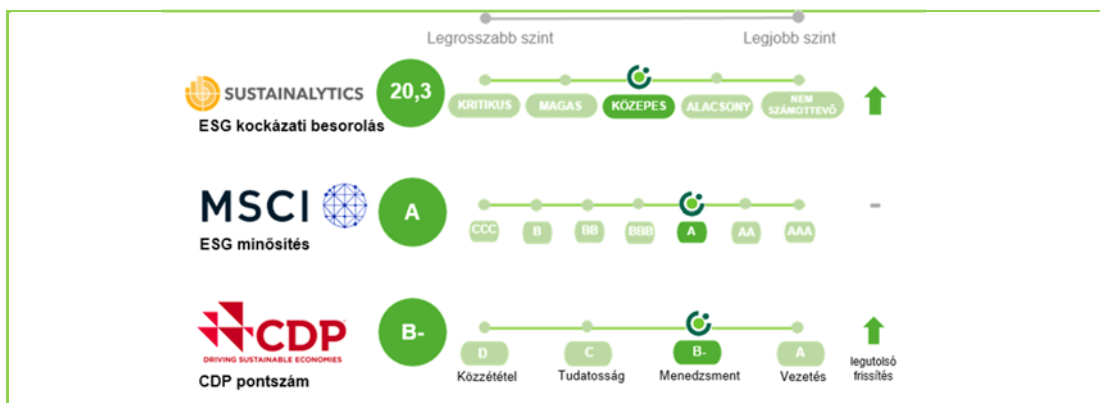 Legrosszabb szint Legjobb szint
SUSTAINALYTICS 20,3 KRITIKUS MAGAS KÖZEPES ALACSONY NEM SZÁMOTTEVŐ
ESG kockázati besorolás
MSCI A CCC B BB BBB A AA AAA -
ESG minősítés
CDP B- D C B- A
DRIVING SUSTAINABLE ECONOMIES
Közzététel Tudatosság Menedzsment Vezetés legutolsó frissítés
CDP pontszám